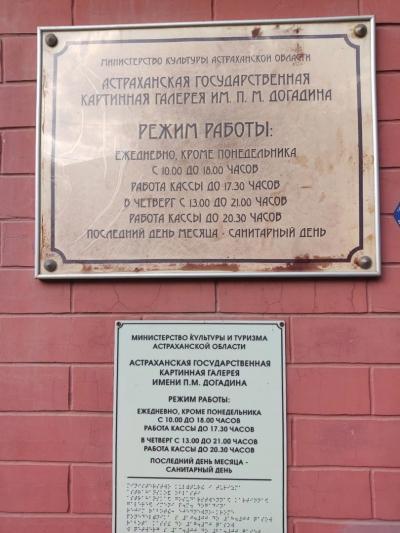 МИНИСТЕРСТВО КУЛЬТУРЫ АСТРАХАНСКОЙ ОБЛАСТИ
АСТРАХАНСКАЯ ГОСУДАРСТВЕННАЯ
КАРТИННАЯ ГАЛЕРЕЯ ИМ. П. М. ДОГАДИНА
РЕЖИМ РАБОТЫ:
ЕЖЕДНЕВНО, КРОМЕ ПОНЕДЕЛЬНИКА
С 10.00 ДО 18.00 ЧАСОВ
РАБОТА КАССЫ ДО 17.30 ЧАСОВ
В ЧЕТВЕРГ С 13.00 ДО 21.00 ЧАСОВ
РАБОТА КАССЫ ДО 20.30 ЧАСОВ
ПОСЛЕДНИЙ ДЕНЬ МЕСЯЦА - САНИТАРНЫЙ ДЕНЬ
МИНИСТЕРСТВО КУЛЬТУРЫ И ТУРИЗМА
АСТРАХАНСКОЙ ОБЛАСТИ
АСТРАХАНСКАЯ ГОСУДАРСТВЕННАЯ
КАРТИННАЯ ГАЛЕРЕЯ
ИМЕНИ П.М. ДОГАДИНА
РЕЖИМ РАБОТЫ:
ЕЖЕДНЕВНО, КРОМЕ ПОНЕДЕЛЬНИКА
С 10.00 ДО 18.00 ЧАСОВ
РАБОТА КАССЫ ДО 17.30 ЧАСОВ
В ЧЕТВЕРГ С 13.00 ДО 21.00 ЧАСОВ
РАБОТА КАССЫ ДО 20.30 ЧАСОВ
ПОСЛЕДНИЙ ДЕНЬ МЕСЯЦА -
САНИТАРНЫЙ ДЕНЬ